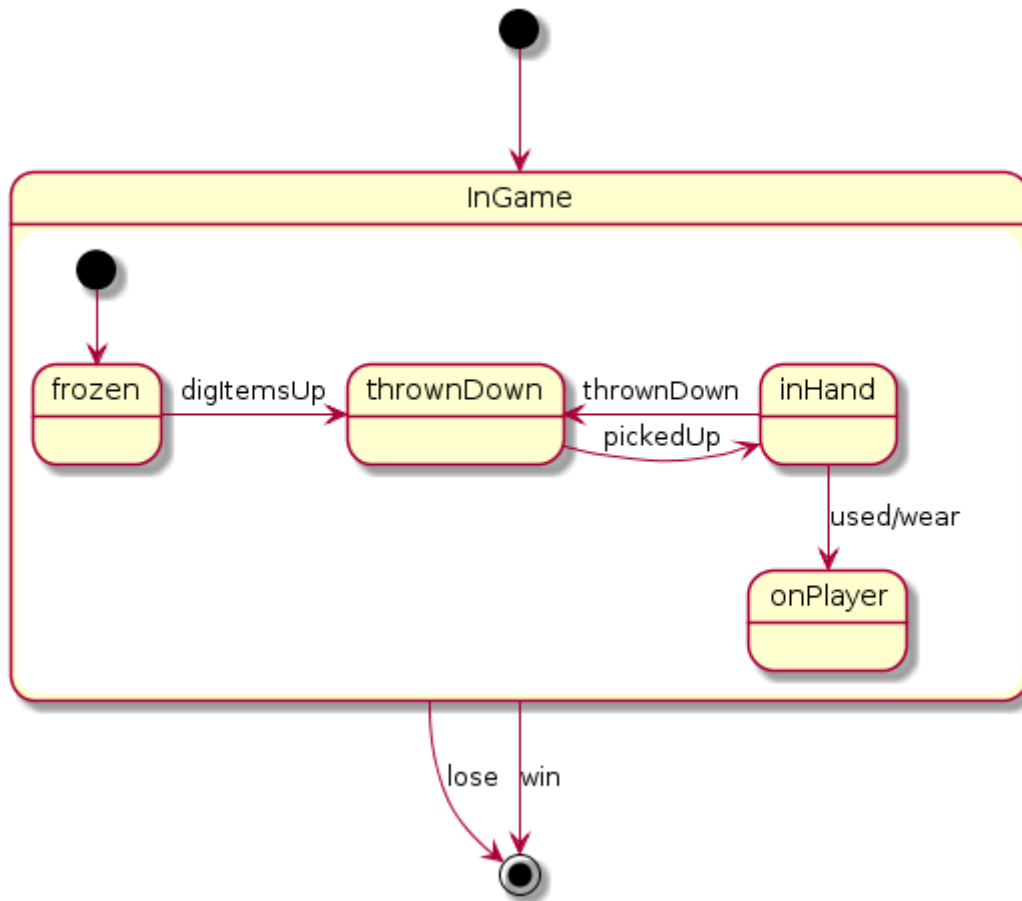 InGame
frozen
digItemsUp
thrownDown
thrownDown
pickedUp
inHand
used/wear
onPlayer
lose
win